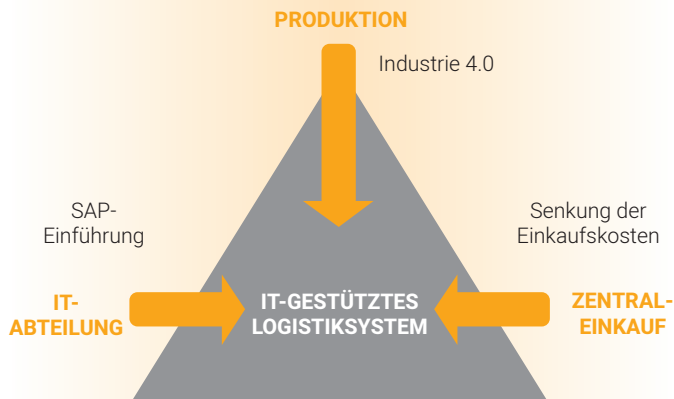 PRODUKTION
Industrie 4.0
SAP-
Einführung
Senkung der
Einkaufskosten
IT-
ABTEILUNG
IT-GESTÜTZTES
LOGISTIKSYSTEM
ZENTRAL-
EINKAUF